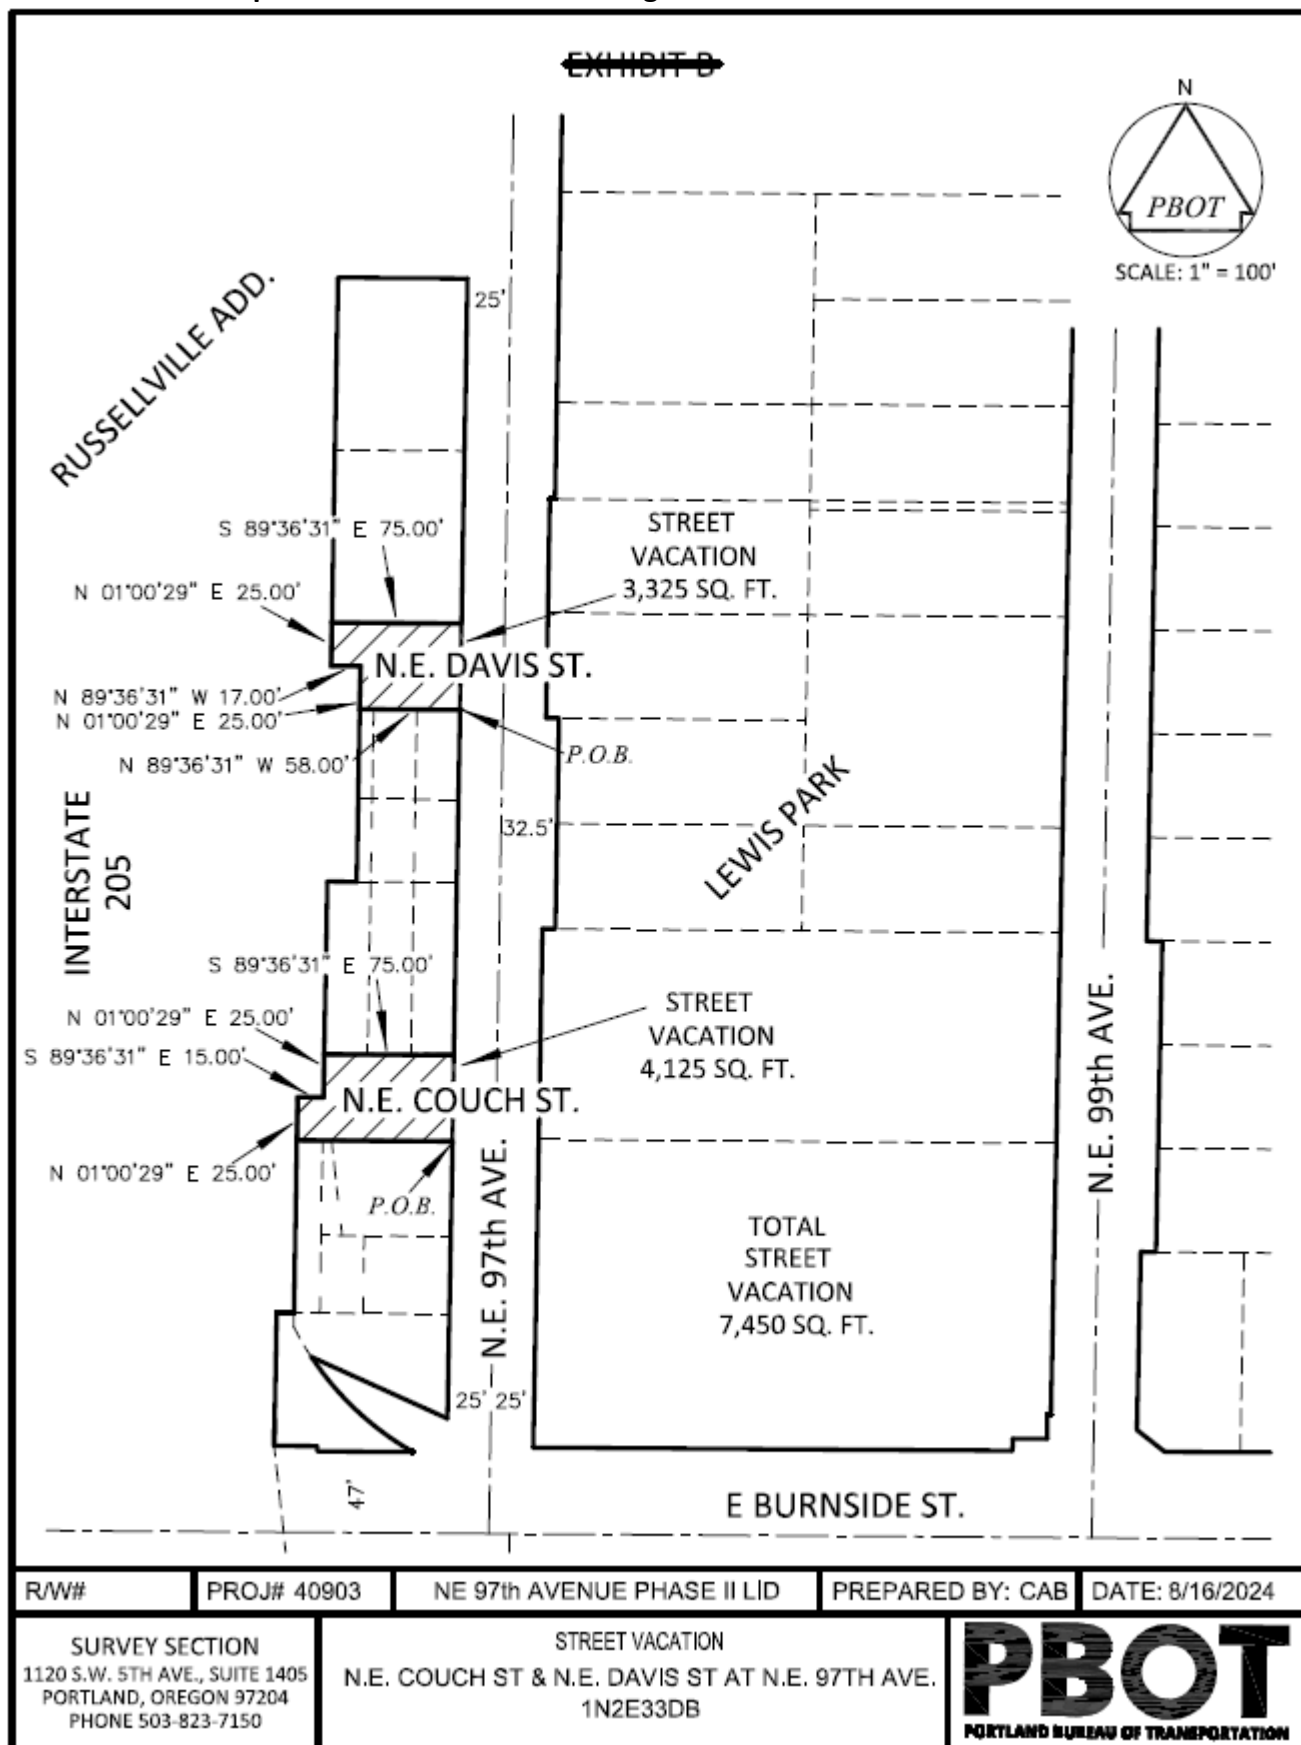 EXHIBIT B
N
PBOT
SCALE: 1" = 100'
RUSSELLVILLE ADD.
25'
S 89°36'31" E 75.00'
STREET
VACATION
3,325 SQ. FT.
N 01°00'29" E 25.00'
N.E. DAVIS ST.
N 89°36'31" W 17.00'
N 01°00'29" E 25.00'
N 89°36'31" W 58.00'
P.O.B.
INTERSTATE
205
32.5'
LEWIS PARK
S 89°36'31" E 75.00'
N 01°00'29" E 25.00'
S 89°36'31" E 15.00'
STREET
VACATION
4,125 SQ. FT.
N.E. COUCH ST.
N 01°00'29" E 25.00'
P.O.B.
N.E. 97th AVE.
N.E. 99th AVE.
TOTAL
STREET
VACATION
7,450 SQ. FT.
25' 25'
47'
E BURNSIDE ST.
R/W#
PROJ# 40903
NE 97th AVENUE PHASE II LID
PREPARED BY: CAB
DATE: 8/16/2024
SURVEY SECTION
1120 S.W. 5TH AVE., SUITE 1405
PORTLAND, OREGON 97204
PHONE 503-823-7150
STREET VACATION
N.E. COUCH ST & N.E. DAVIS ST AT N.E. 97TH AVE.
1N2E33DB
PBOT
PORTLAND BUREAU OF TRANSPORTATION